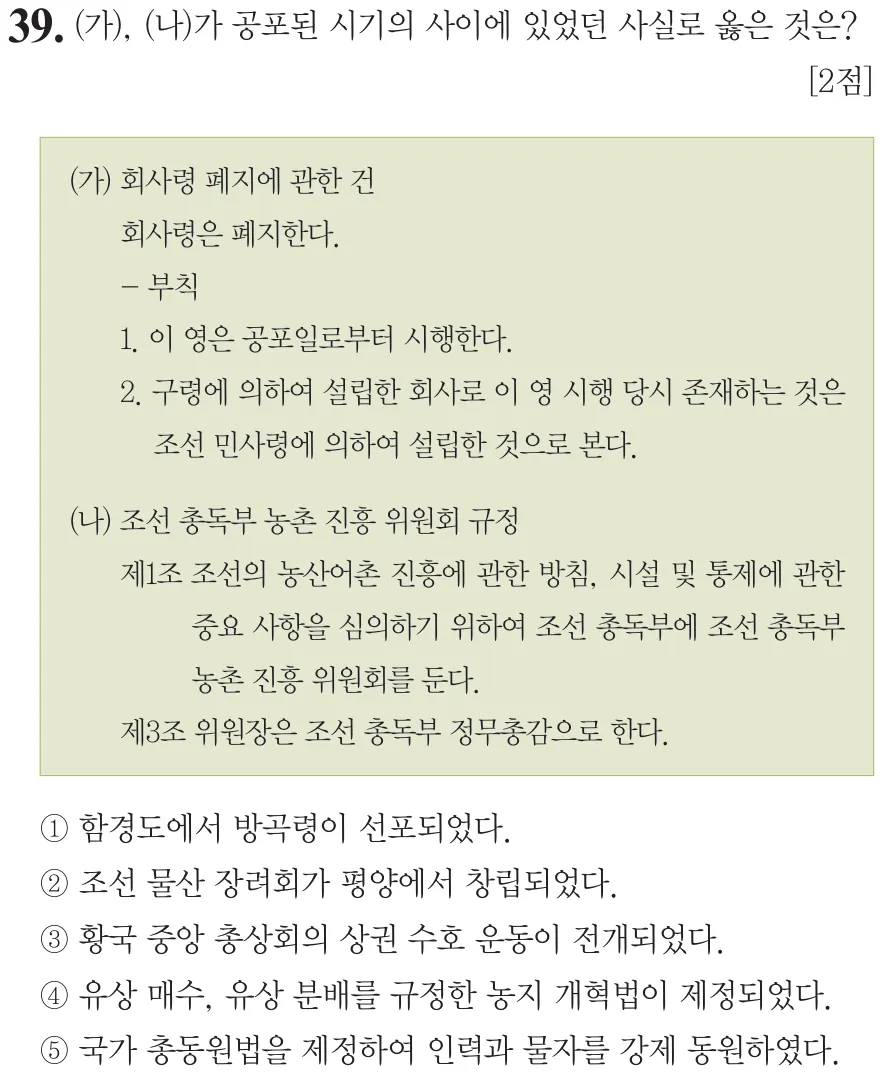 39. (가), (나)가 공포된 시기의 사이에 있었던 사실로 옳은 것은?
[2점]
(가) 회사령 폐지에 관한 건
회사령은 폐지한다.
- 부칙
1. 이 영은 공포일로부터 시행한다.
2. 구령에 의하여 설립한 회사로 이 영 시행 당시 존재하는 것은
조선 민사령에 의하여 설립한 것으로 본다.
(나) 조선 총독부 농촌 진흥 위원회 규정
제1조 조선의 농산어촌 진흥에 관한 방침, 시설 및 통제에 관한
중요 사항을 심의하기 위하여 조선 총독부에 조선 총독부
농촌 진흥 위원회를 둔다.
제3조 위원장은 조선 총독부 정무총감으로 한다.
① 함경도에서 방곡령이 선포되었다.
② 조선 물산 장려회가 평양에서 창립되었다.
③ 황국 중앙 총상회의 상권 수호 운동이 전개되었다.
④ 유상 매수, 유상 분배를 규정한 농지 개혁법이 제정되었다.
⑤ 국가 총동원법을 제정하여 인력과 물자를 강제 동원하였다.